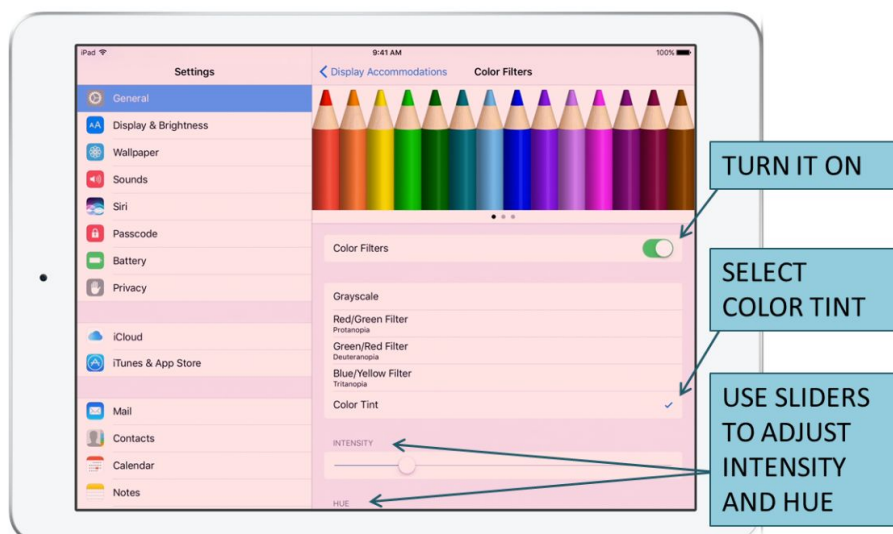 iPad
9:41 AM
100%
Settings
Display Accommodations
Color Filters
General
AA
Display & Brightness
Wallpaper
Sounds
Siri
Passcode
Battery
Privacy
iCloud
iTunes & App Store
Mail
Contacts
Calendar
Notes
Color Filters
Grayscale
Red/Green Filter
Protanopia
Green/Red Filter
Deuteranopia
Blue/Yellow Filter
Tritanopia
Color Tint
INTENSITY
HUE
TURN IT ON
SELECT
COLOR TINT
USE SLIDERS
TO ADJUST
INTENSITY
AND HUE